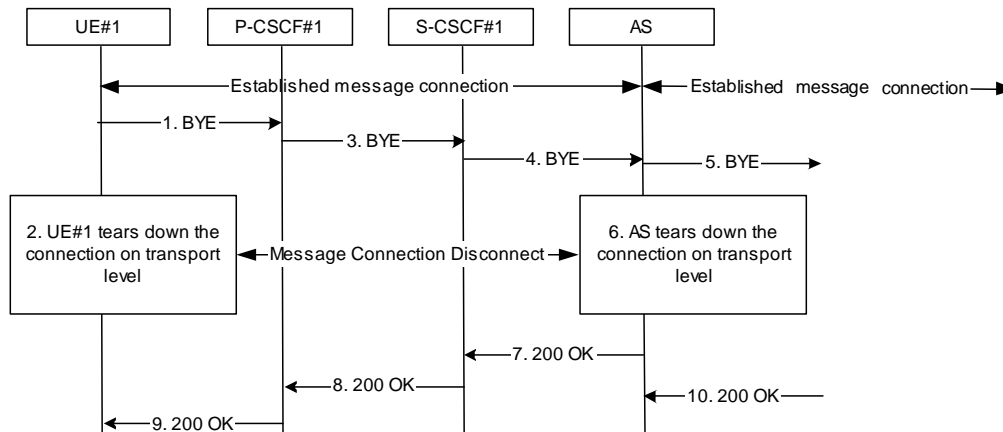 UE#1
P-CSCF#1
S-CSCF#1
AS
Established message connection
Established message connection
1. BYE
3. BYE
4. BYE
5. BYE
2. UE#1 tears down the
connection on transport
level
Message Connection Disconnect
6. AS tears down the
connection on transport
level
7. 200 OK
8. 200 OK
10. 200 OK
9. 200 OK